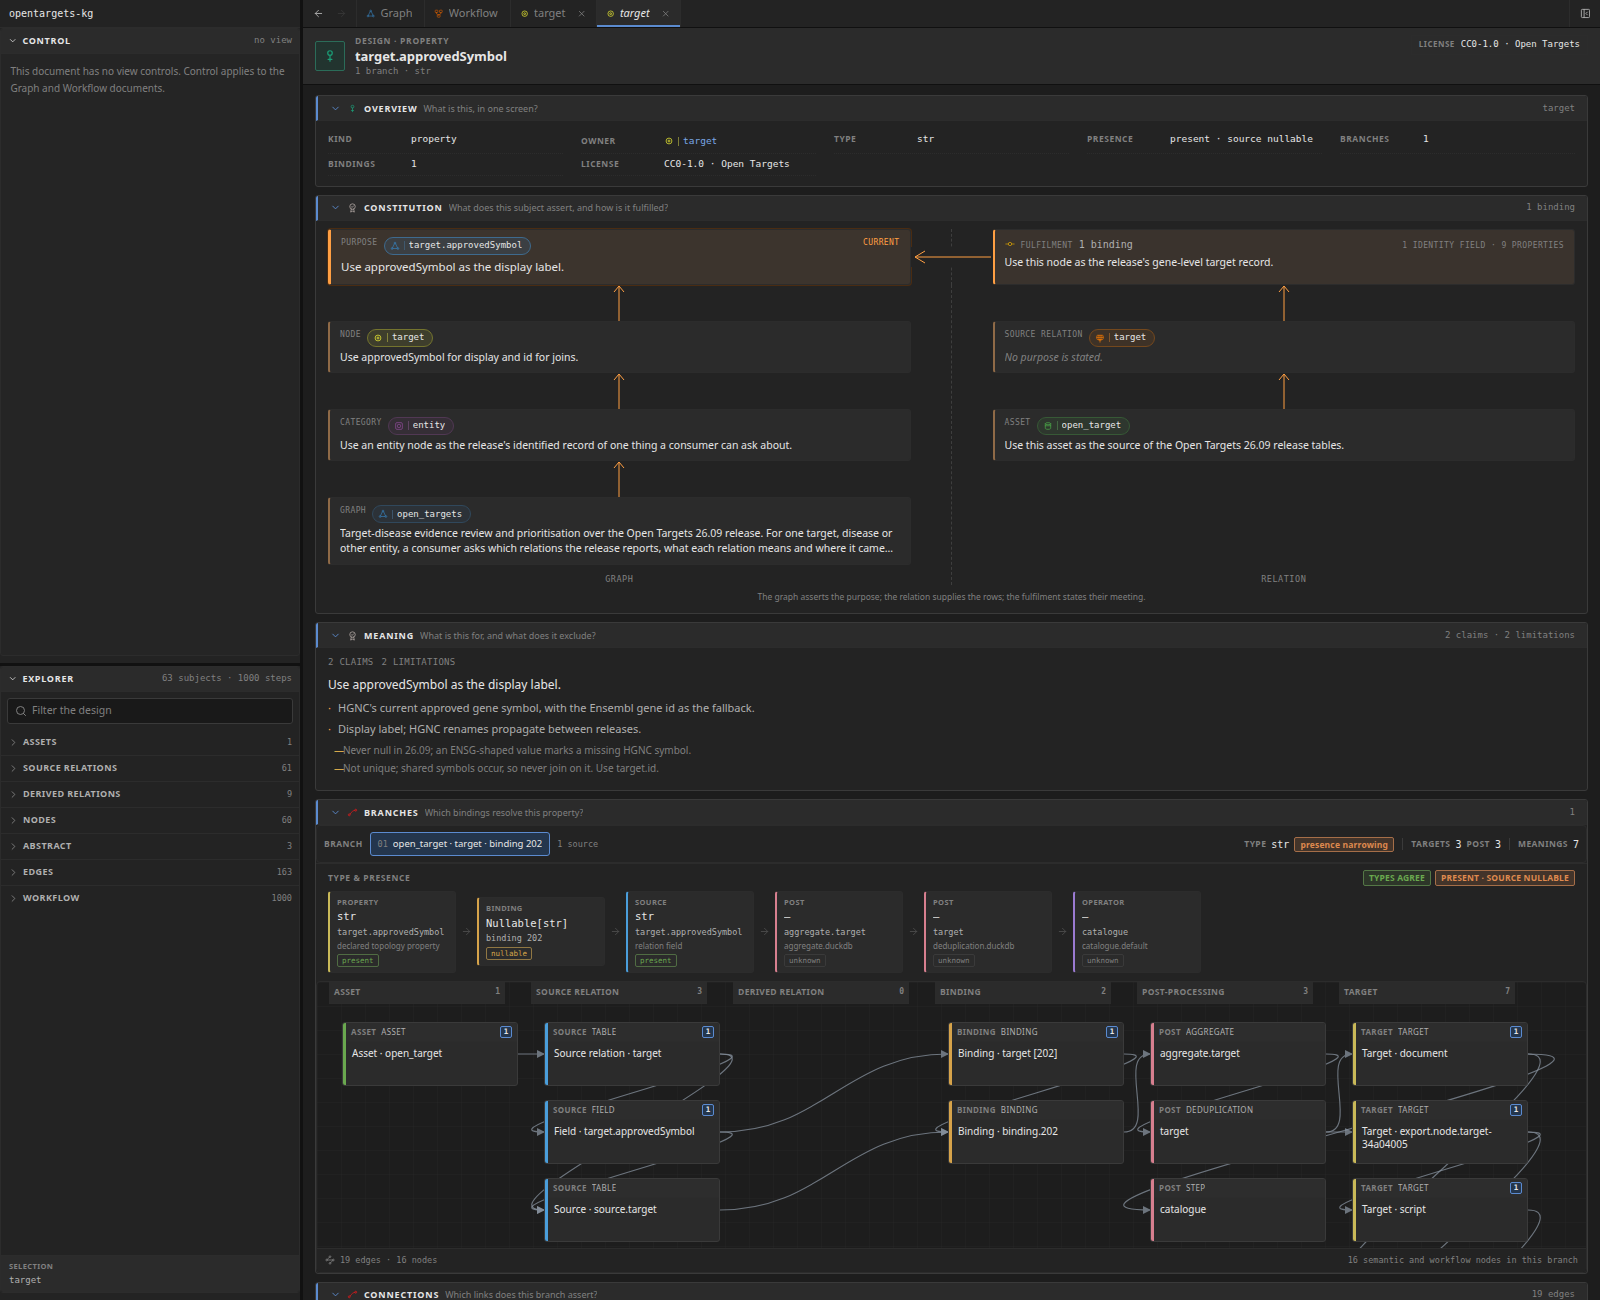 opentargets-kg
Graph
Workflow
target
target
CONTROL
no view
This document has no view controls. Control applies to the
Graph and Workflow documents.
EXPLORER
63 subjects · 1000 steps
Filter the design
ASSETS 1
SOURCE RELATIONS 61
DERIVED RELATIONS 9
NODES 60
ABSTRACT 3
EDGES 163
WORKFLOW 1000
SELECTION
target
DESIGN · PROPERTY
target.approvedSymbol
1 branch · str
LICENSE CC0-1.0 · Open Targets
OVERVIEW What is this, in one screen? target
KIND property OWNER target TYPE str PRESENCE present · source nullable BRANCHES 1
BINDINGS 1 LICENSE CC0-1.0 · Open Targets
CONSTITUTION What does this subject assert, and how is it fulfilled? 1 binding
PURPOSE target.approvedSymbol CURRENT
Use approvedSymbol as the display label.
FULFILMENT 1 binding 1 IDENTITY FIELD · 9 PROPERTIES
Use this node as the release's gene-level target record.
NODE target
Use approvedSymbol for display and id for joins.
SOURCE RELATION target
No purpose is stated.
CATEGORY entity
Use an entity node as the release's identified record of one thing a consumer can ask about.
ASSET open_target
Use this asset as the source of the Open Targets 26.09 release tables.
GRAPH open_targets
Target-disease evidence review and prioritisation over the Open Targets 26.09 release. For one target, disease or
other entity, a consumer asks which relations the release reports, what each relation means and where it came...
GRAPH RELATION
The graph asserts the purpose; the relation supplies the rows; the fulfilment states their meeting.
MEANING What is this for, and what does it exclude? 2 claims · 2 limitations
2 CLAIMS 2 LIMITATIONS
Use approvedSymbol as the display label.
· HGNC's current approved gene symbol, with the Ensembl gene id as the fallback.
· Display label; HGNC renames propagate between releases.
—Never null in 26.09; an ENSG-shaped value marks a missing HGNC symbol.
—Not unique; shared symbols occur, so never join on it. Use target.id.
BRANCHES Which bindings resolve this property? 1
BRANCH 01 open_target · target · binding 202 1 source TYPE str presence narrowing TARGETS 3 POST 3 MEANINGS 7
TYPE & PRESENCE TYPES AGREE PRESENT · SOURCE NULLABLE
PROPERTY
str
target.approvedSymbol
declared topology property
present
BINDING
Nullable[str]
binding 202
nullable
SOURCE
str
target.approvedSymbol
relation field
present
POST
—
aggregate.target
aggregate.duckdb
unknown
POST
—
target
deduplication.duckdb
unknown
OPERATOR
—
catalogue
catalogue.default
unknown
ASSET 1 SOURCE RELATION 3 DERIVED RELATION 0 BINDING 2 POST-PROCESSING 3 TARGET 7
ASSET ASSET 1
Asset · open_target
SOURCE TABLE 1
Source relation · target
BINDING BINDING 1
Binding · target [202]
POST AGGREGATE
aggregate.target
TARGET TARGET 1
Target · document
SOURCE FIELD 1
Field · target.approvedSymbol
BINDING BINDING
Binding · binding.202
POST DEDUPLICATION
target
TARGET TARGET 1
Target · export.node.target-
34a04005
SOURCE TABLE
Source · source.target
POST STEP
catalogue
TARGET TARGET 1
Target · script
19 edges · 16 nodes 16 semantic and workflow nodes in this branch
CONNECTIONS Which links does this branch assert? 19 edges